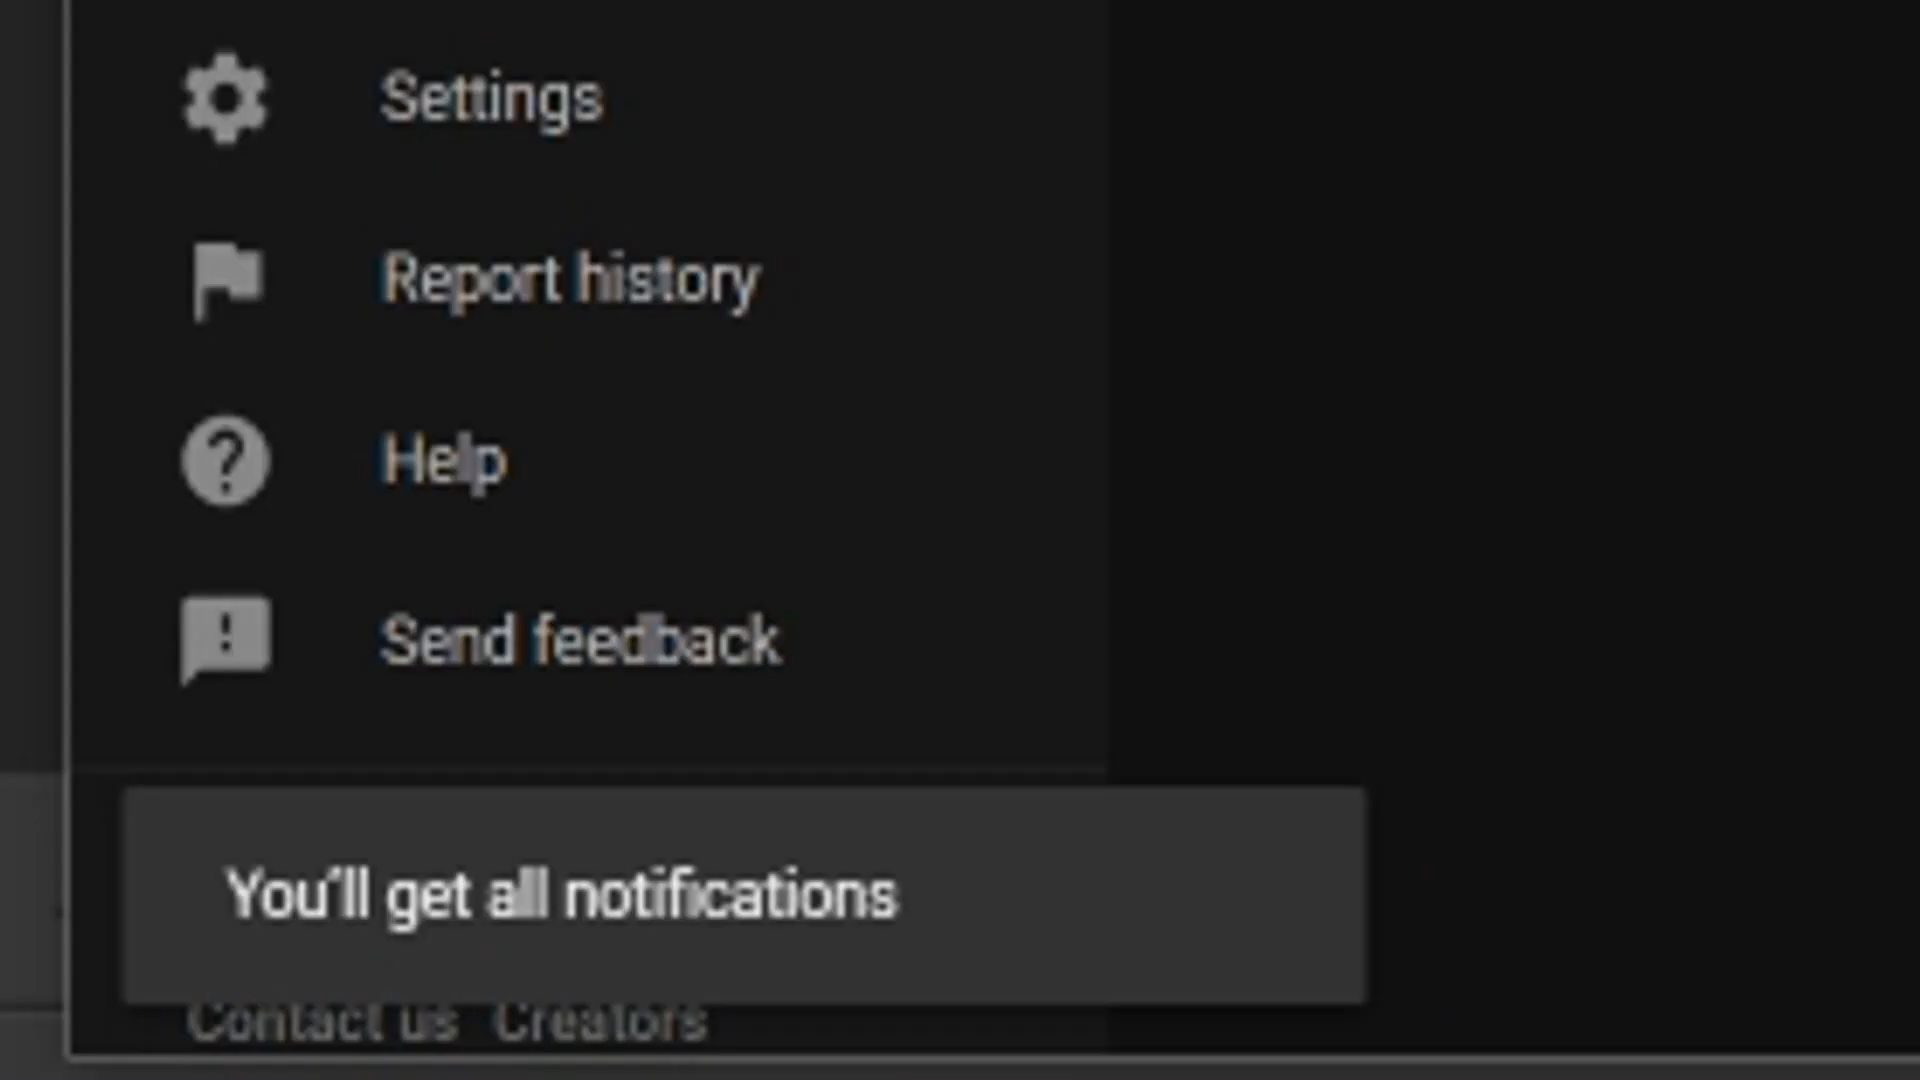 Settings
Report history
Help
Send feedback
You'll get all notifications
Contact us Creators